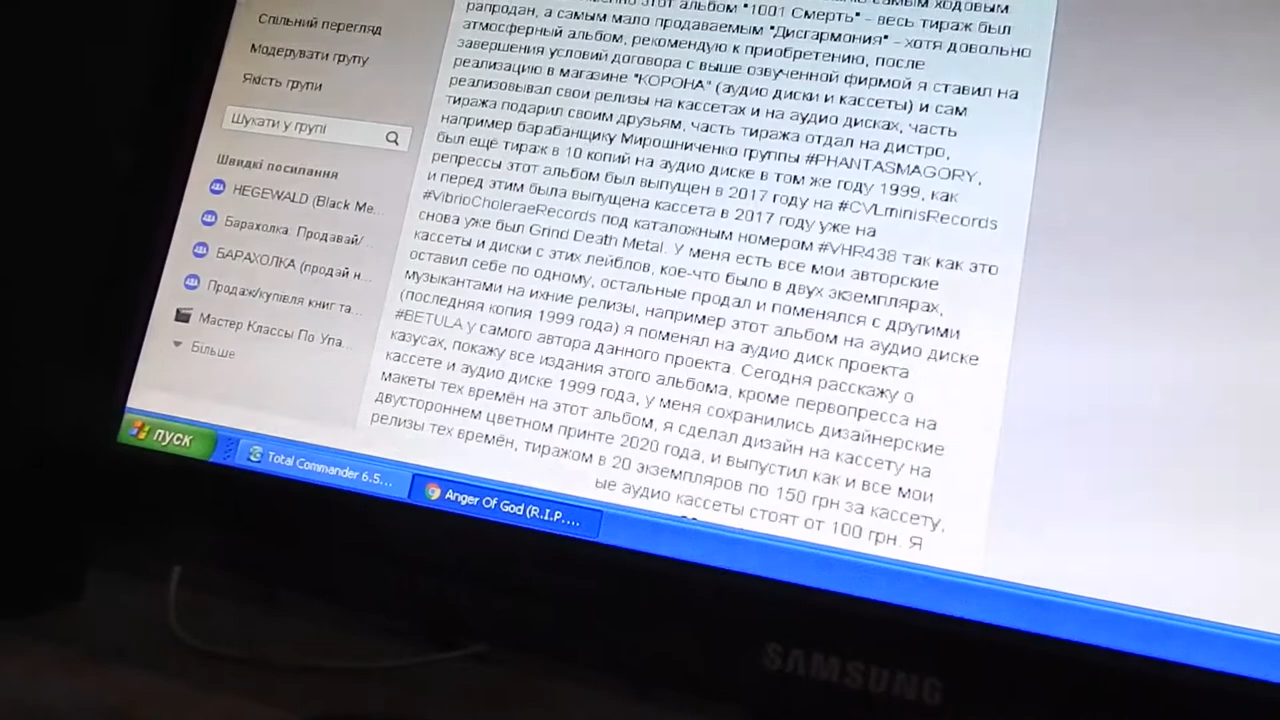 Спільний перегляд
Модерувати групу
Якість групи
Шукати у групі
Швидкі посилання
HEGEWALD (Black Me...
Барахолка: Продавай/...
БАРАХОЛКА (продай н...
Продаж/купівля книг та...
Мастер Классы По Упа...
Більше
самым ходовым
этот альбом "1001 Смерть" - весь тираж был
рапродан, а самым мало продаваемым "Дисгармония" - хотя довольно
атмосферный альбом, рекомендую к приобретению, после
завершения условий договора с выше озвученной фирмой я ставил на
реализацию в магазине "КОРОНА" (аудио диски и кассеты) и сам
реализовывал свои релизы на кассетах и на аудио дисках, часть
тиража подарил своим друзьям, часть тиража отдал на дистро,
например барабанщику Мирошниченко группы #PHANTASMAGORY,
был ещё тираж в 10 копий на аудио диске в том же году 1999, как
репрессы этот альбом был выпущен в 2017 году на #CVLminisRecords
и перед этим была выпущена кассета в 2017 году уже на
#VibrioCholeraeRecords под каталожным номером #VHR438 так как это
снова уже был Grind Death Metal. У меня есть все мои авторские
кассеты и диски с этих лейблов, кое-что было в двух экземплярах,
оставил себе по одному, остальные продал и поменялся с другими
музыкантами на ихние релизы, например этот альбом на аудио диске
(последняя копия 1999 года) я поменял на аудио диск проекта
#BETULA у самого автора данного проекта. Сегодня расскажу о
казусах, покажу все издания этого альбома, кроме первопресса на
кассете и аудио диске 1999 года, у меня сохранились дизайнерские
макеты тех времён на этот альбом, я сделал дизайн на кассету на
двустороннем цветном принте 2020 года, и выпустил как и все мои
релизы тех времён, тиражом в 20 экземпляров по 150 грн за кассету,
ые аудио кассеты стоят от 100 грн. Я
пуск
Total Commander 6.5...
Anger Of God (R.I.P....
SAMSUNG